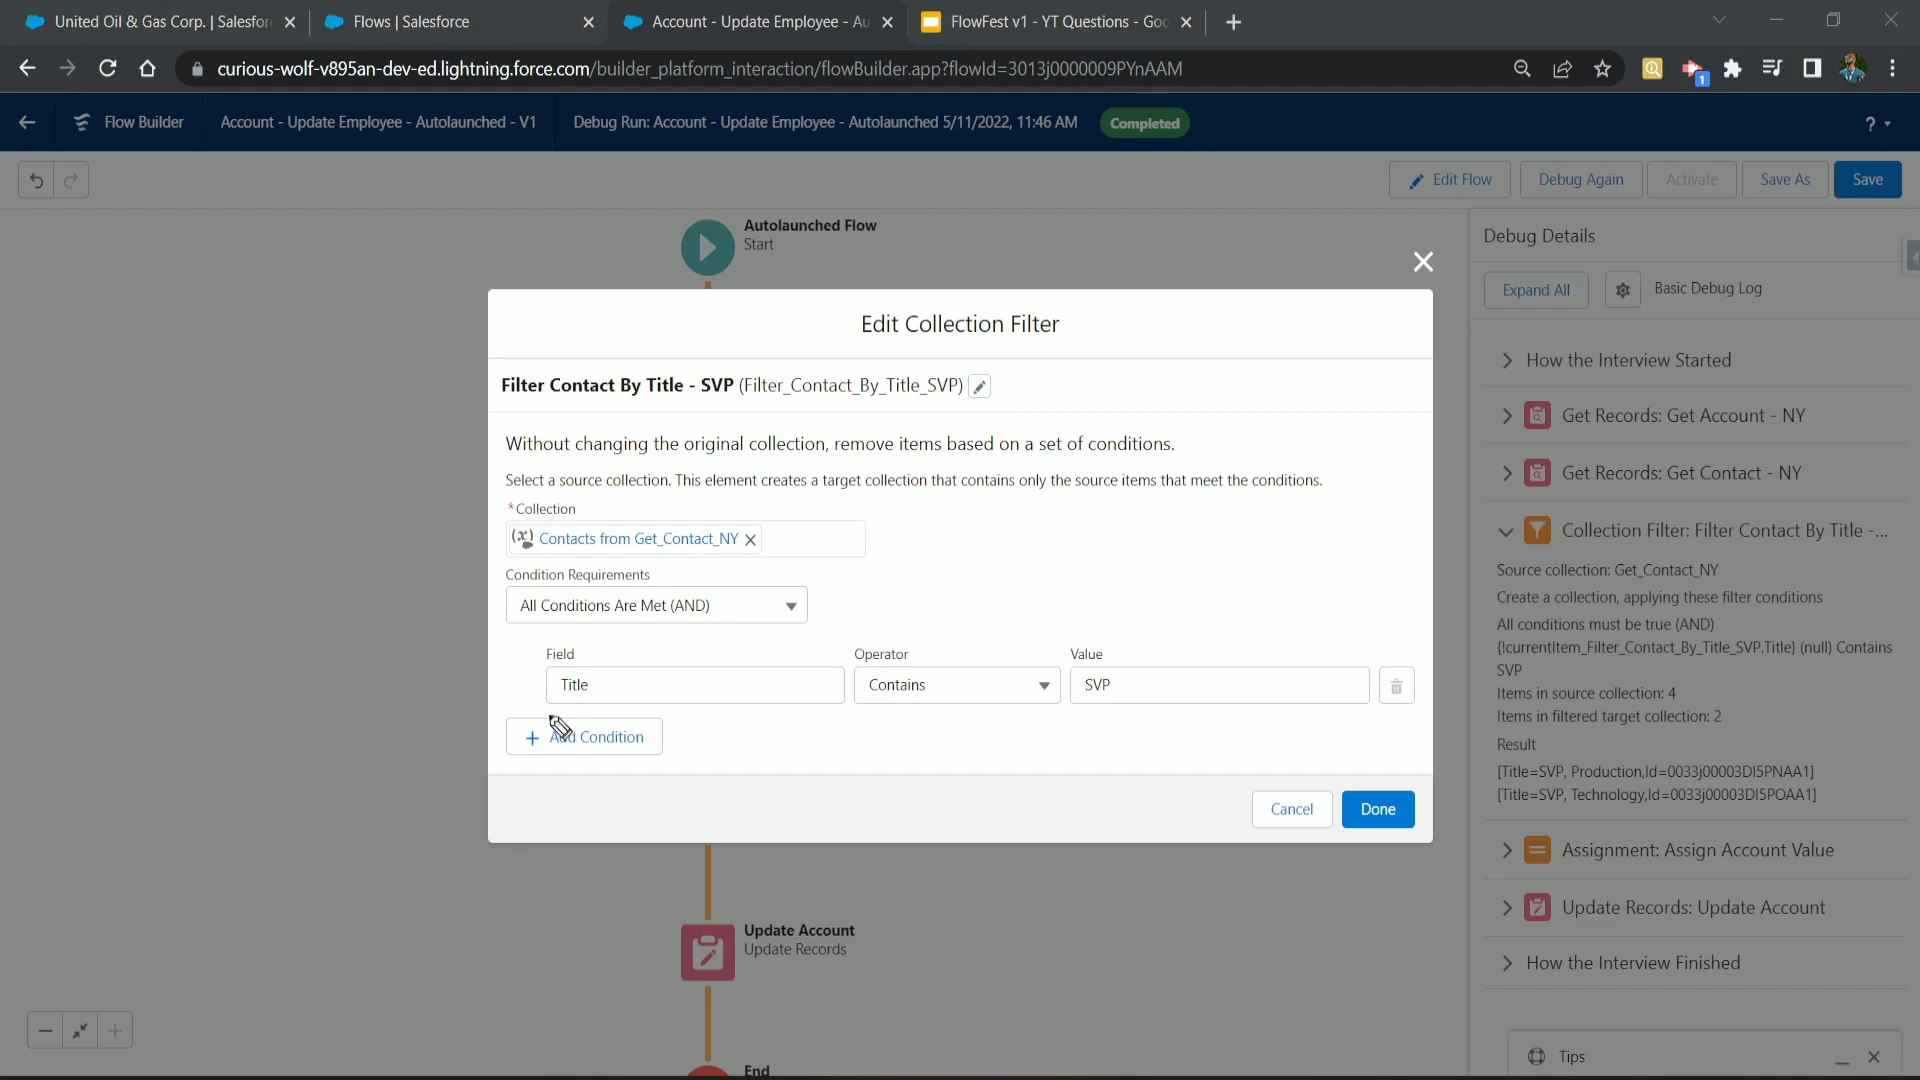 United Oil & Gas Corp. | Salesfor
Flows | Salesforce
Account - Update Employee - Au
FlowFest v1 - YT Questions - Goo
curious-wolf-v895an-dev-ed.lightning.force.com/builder_platform_interaction/flowBuilder.app?flowId=3013j0000009PYnAAM
1
Flow Builder
Account - Update Employee - Autolaunched - V1
Debug Run: Account - Update Employee - Autolaunched 5/11/2022, 11:46 AM
Completed
?
Edit Flow
Debug Again
Activate
Save As
Save
Autolaunched Flow
Start
Debug Details
Expand All
Basic Debug Log
Edit Collection Filter
Filter Contact By Title - SVP (Filter_Contact_By_Title_SVP)
Without changing the original collection, remove items based on a set of conditions.
Select a source collection. This element creates a target collection that contains only the source items that meet the conditions.
*Collection
Contacts from Get_Contact_NY
Condition Requirements
All Conditions Are Met (AND)
Field
Operator
Value
Title
Contains
SVP
+ Add Condition
Cancel
Done
How the Interview Started
Get Records: Get Account - NY
Get Records: Get Contact - NY
Collection Filter: Filter Contact By Title -...
Source collection: Get_Contact_NY
Create a collection, applying these filter conditions
All conditions must be true (AND)
{!currentItem_Filter_Contact_By_Title_SVP.Title} (null) Contains
SVP
Items in source collection: 4
Items in filtered target collection: 2
Result
[Title=SVP, Production,Id=0033j00003DI5PNAA1]
[Title=SVP, Technology,Id=0033j00003DI5POAA1]
Assignment: Assign Account Value
Update Records: Update Account
How the Interview Finished
Update Account
Update Records
End
Tips